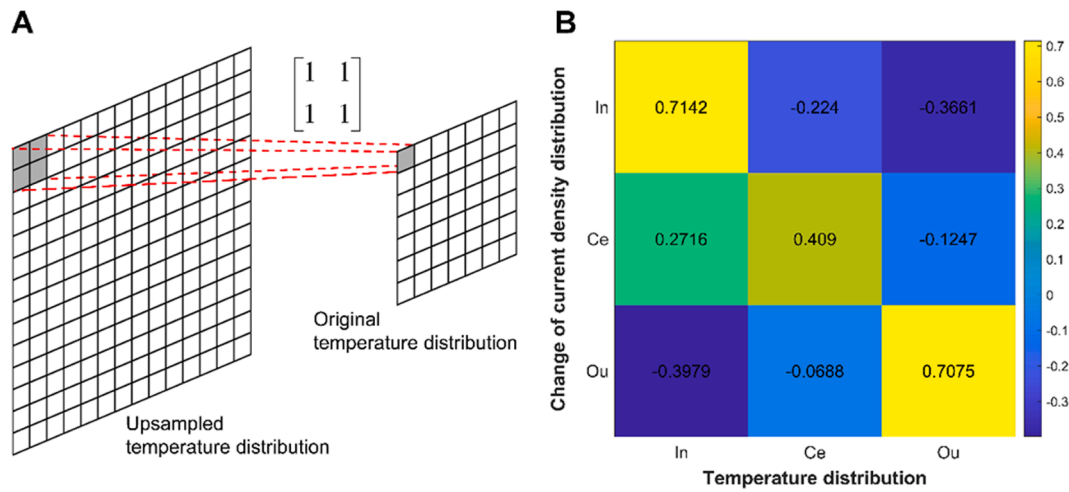 A
1 1
1 1
Original
temperature distribution
Upsampled
temperature distribution
B
Change of current density distribution
In
0.7142 -0.224 -0.3661
Ce
0.2716 0.409 -0.1247
Ou
-0.3979 -0.0688 0.7075
In Ce Ou
Temperature distribution
0.7
0.6
0.5
0.4
0.3
0.2
0.1
0
-0.1
-0.2
-0.3